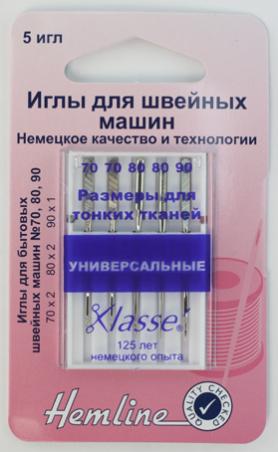 5 игл
Иглы для швейных
машин
Немецкое качество и технологии
70 70 80 80 90
Размеры для
тонких тканей
УНИВЕРСАЛЬНЫЕ
Klassé
125 лет
немецкого опыта
Иглы для бытовых
швейных машин №70, 80, 90
70 x 2 80 x 2 90 x 1
Hemline
QUALITY CHECKED